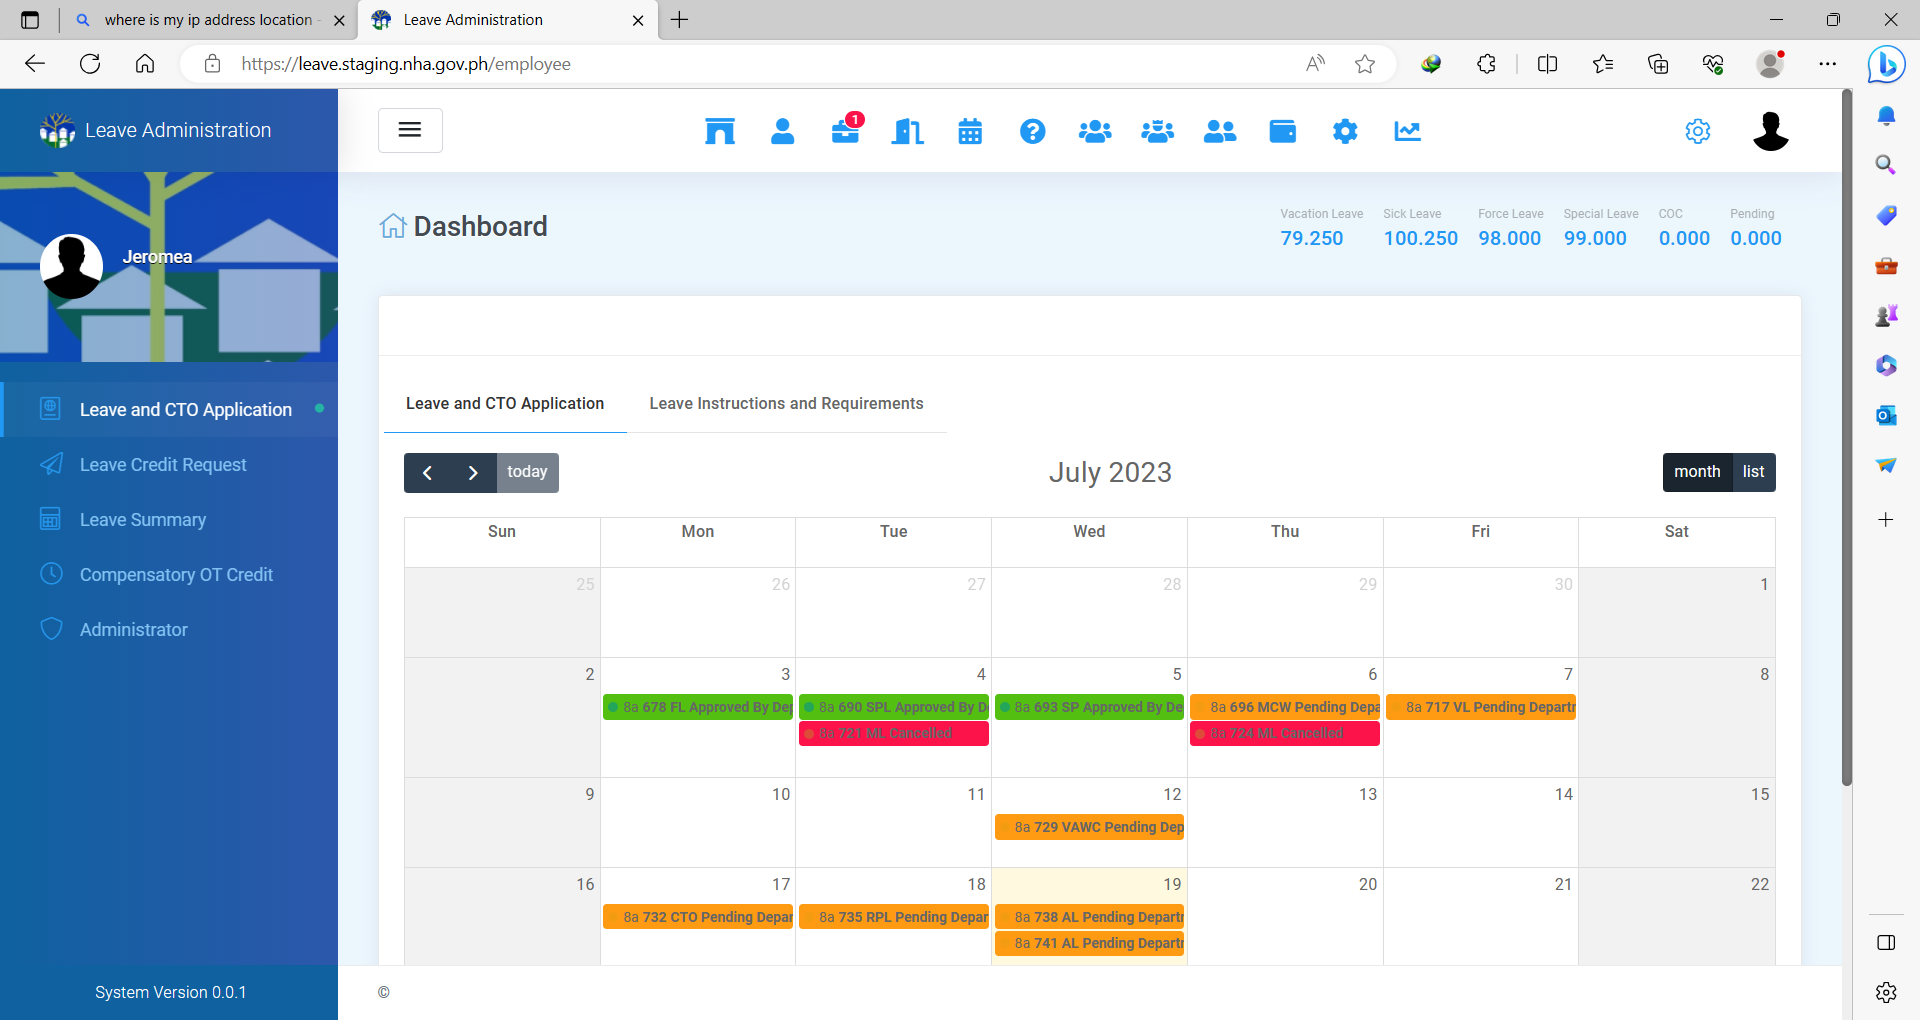 where is my ip address location
Leave Administration
https://leave.staging.nha.gov.ph/employee
Leave Administration
1
Jeromea
Leave and CTO Application
Leave Credit Request
Leave Summary
Compensatory OT Credit
Administrator
System Version 0.0.1
Dashboard
Vacation Leave Sick Leave Force Leave Special Leave COC Pending
79.250 100.250 98.000 99.000 0.000 0.000
Leave and CTO Application Leave Instructions and Requirements
today July 2023 month list
Sun Mon Tue Wed Thu Fri Sat
25 26 27 28 29 30 1
2 3 4 5 6 7 8
8a 678 FL Approved By Dep 8a 690 SPL Approved By D 8a 693 SP Approved By De 8a 696 MCW Pending Depa 8a 717 VL Pending Departr
8a 721 ML Cancelled 8a 724 ML Cancelled
9 10 11 12 13 14 15
8a 729 VAWC Pending Dep
16 17 18 19 20 21 22
8a 732 CTO Pending Depar 8a 735 RPL Pending Depar 8a 738 AL Pending Departr
8a 741 AL Pending Departr
©